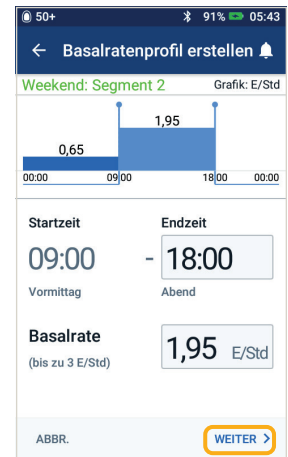 50+ 91% 05:43
Basalratenprofil erstellen
Weekend: Segment 2 Grafik: E/Std
1,95
0,65
00:00 09:00 18:00 00:00
Startzeit Endzeit
09:00 - 18:00
Vormittag Abend
Basalrate
1,95 E/Std
(bis zu 3 E/Std)
ABBR. WEITER >